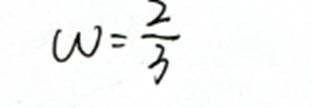 ω = 2/3